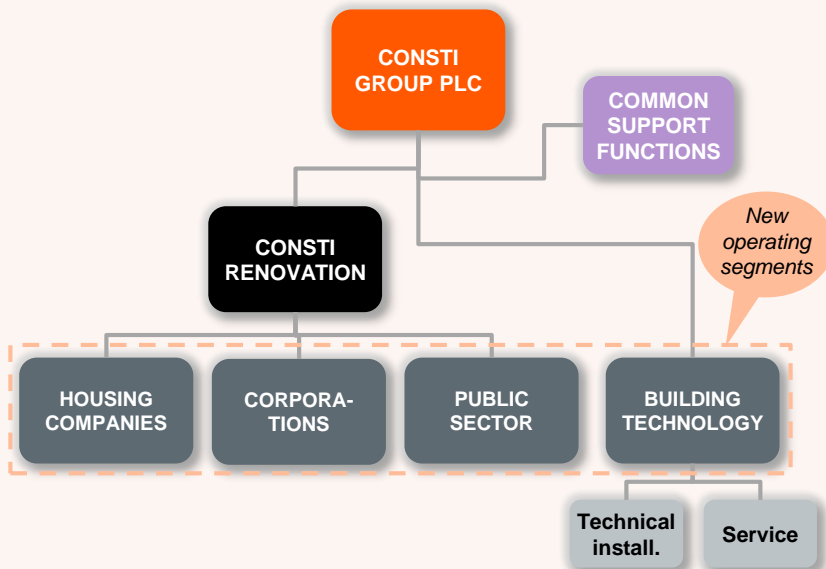 CONSTI
GROUP PLC
COMMON
SUPPORT
FUNCTIONS
New
operating
segments
CONSTI
RENOVATION
HOUSING
COMPANIES
CORPORA-
TIONS
PUBLIC
SECTOR
BUILDING
TECHNOLOGY
Technical
install.
Service